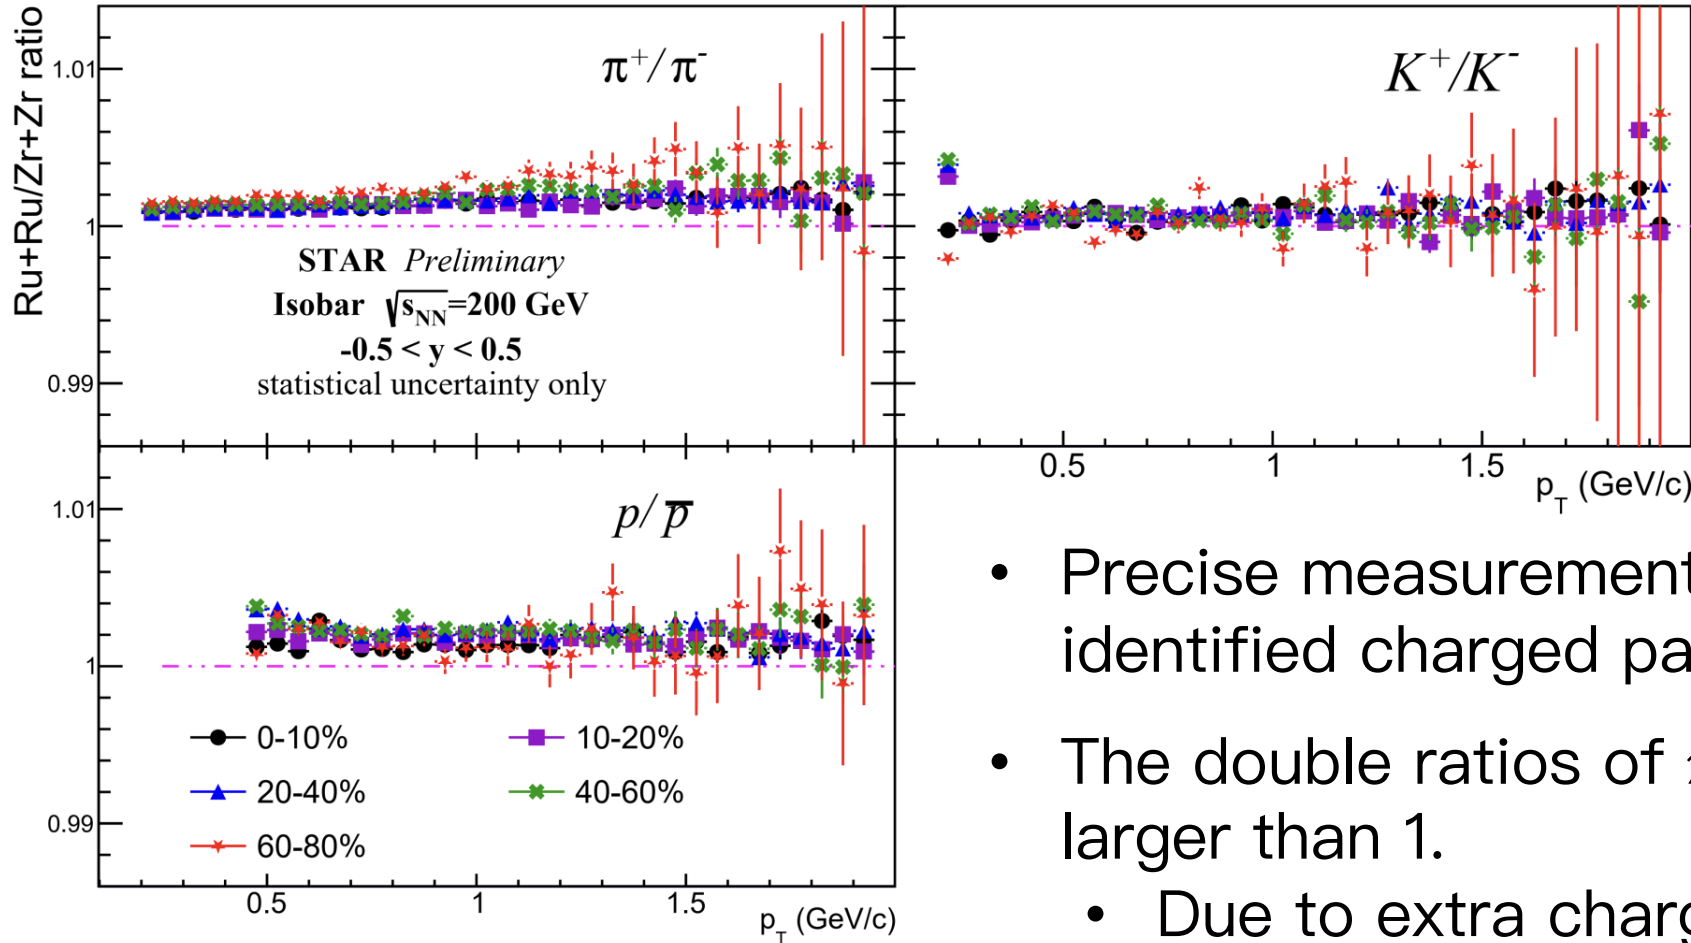 Ru+Ru/Zr+Zr ratio
1.01
1
0.99
π⁺/π⁻
STAR Preliminary
Isobar √s_NN=200 GeV
-0.5 < y < 0.5
statistical uncertainty only
K⁺/K⁻
0.5 1 1.5
p_T (GeV/c)
1.01
1
0.99
p/p̅
0-10% 10-20%
20-40% 40-60%
60-80%
0.5 1 1.5
p_T (GeV/c)
• Precise measurement
identified charged pa
• The double ratios of
larger than 1.
• Due to extra charg